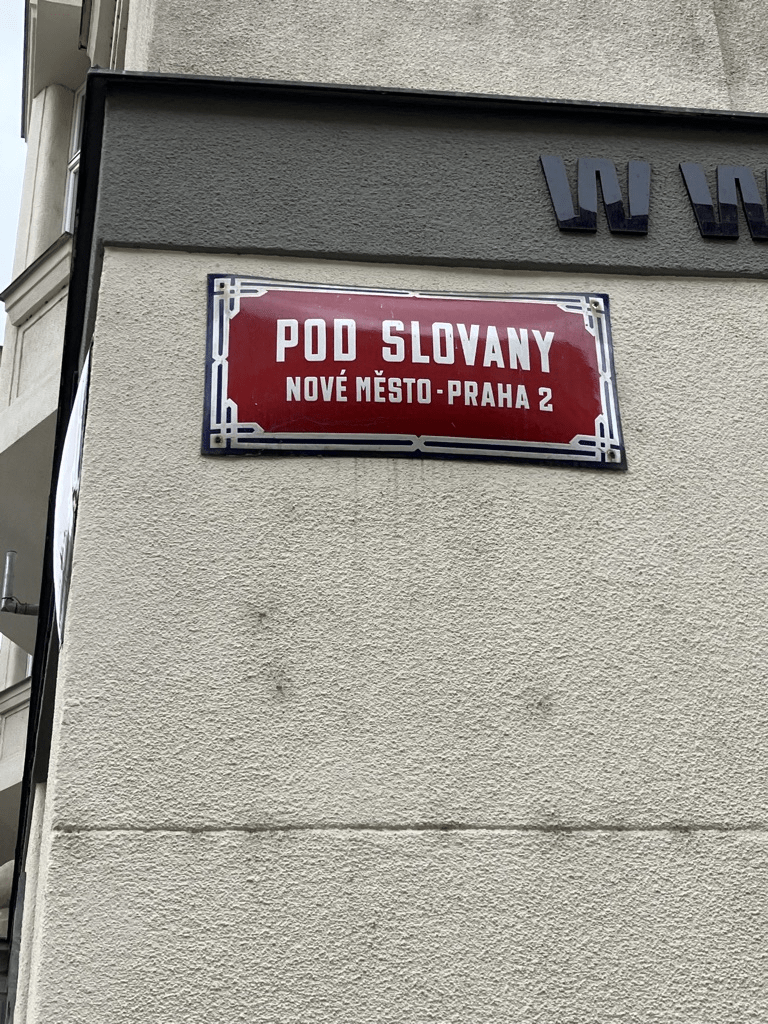 W W
POD SLOVANY
NOVÉ MĚSTO - PRAHA 2